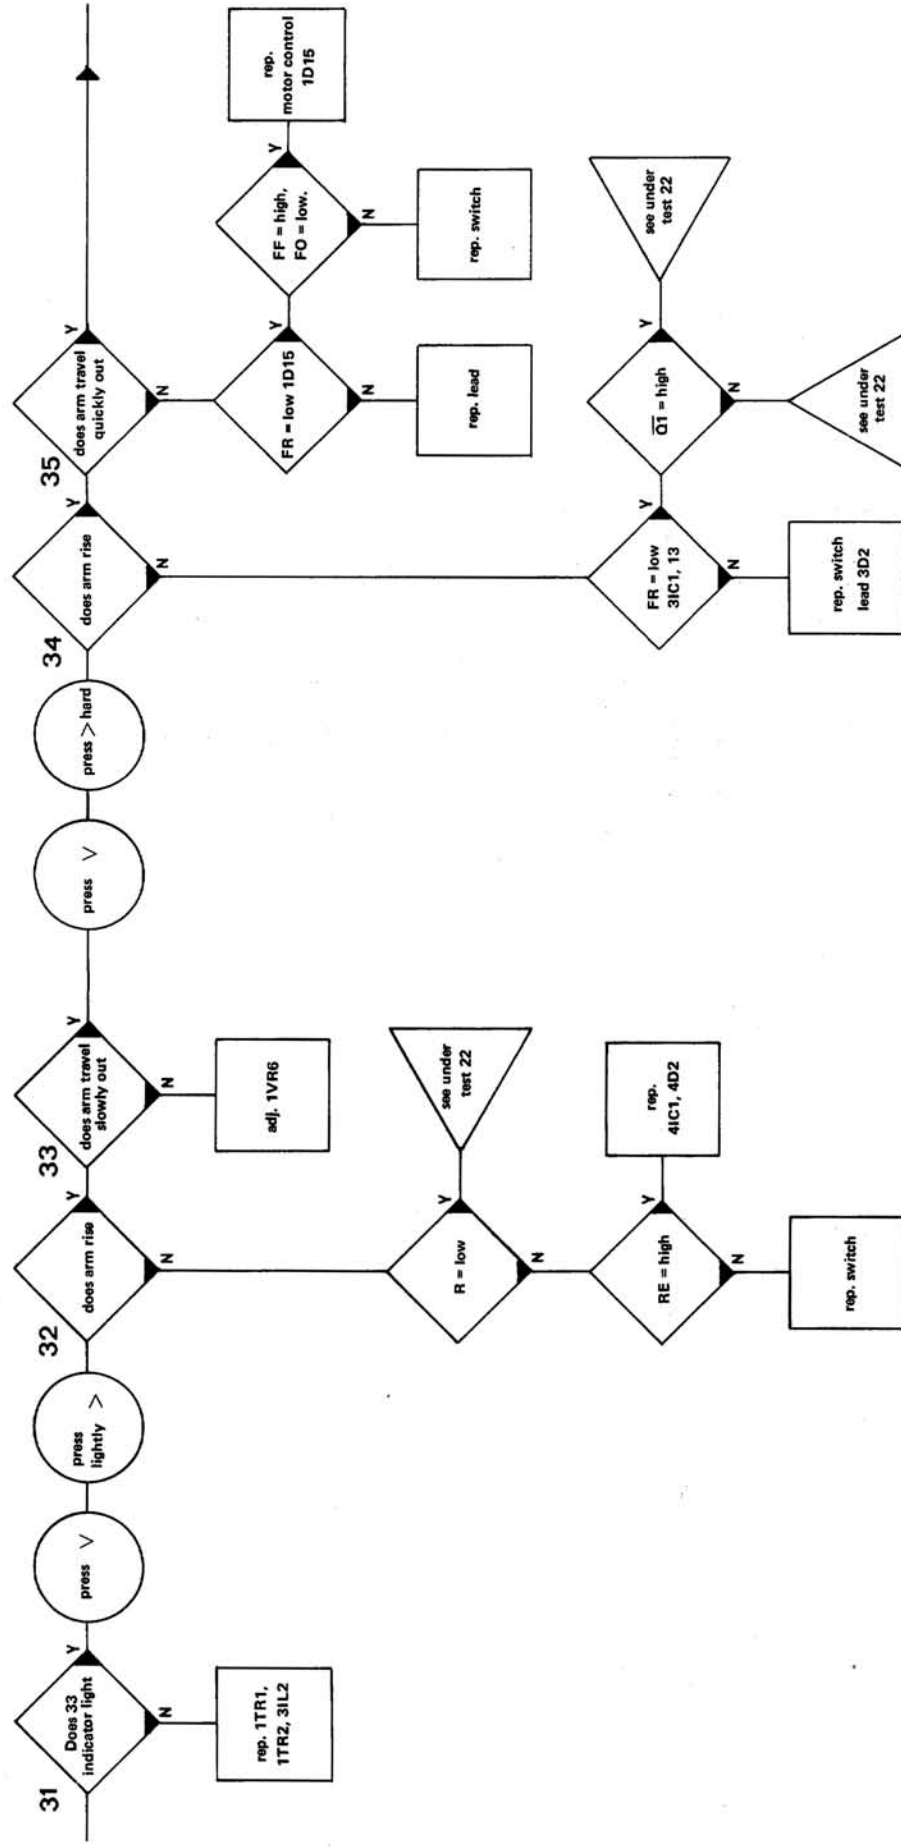 31
Does 33
indicator light
Y
N
rep. 1TR1,
1TR2, 3IL2
press ∨
press
lightly >
32
does arm rise
Y
N
R = low
Y
N
see under
test 22
RE = high
Y
N
rep.
4IC1, 4D2
rep. switch
33
does arm travel
slowly out
Y
N
adj. 1VR6
press ∨
press > hard
34
does arm rise
Y
N
FR = low
3IC1, 13
Y
N
rep. switch
lead 3D2
Q̅1̅ = high
Y
N
see under
test 22
see under
test 22
35
does arm travel
quickly out
Y
N
FR = low 1D15
Y
N
rep. lead
FF = high,
FO = low.
Y
N
rep. switch
rep.
motor control
1D15